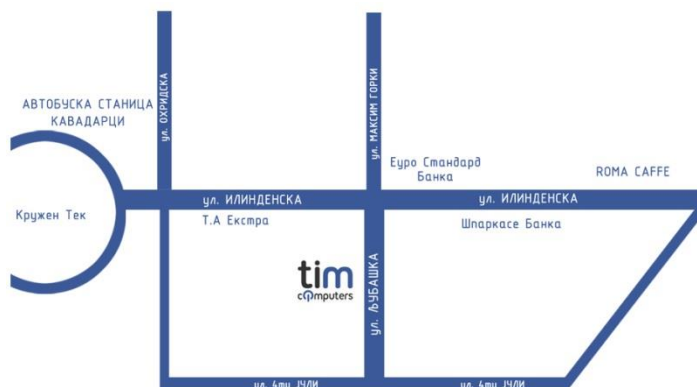 АВТОБУСКА СТАНИЦА
КАВАДАРЦИ
ул. ОХРИДСКА
ул. МАКСИМ ГОРКИ
Еуро Стандард
Банка
ROMA CAFFE
Кружен Тек
ул. ИЛИНДЕНСКА
ул. ИЛИНДЕНСКА
Т.А Екстра
Шпаркасе Банка
tim
computers
ул. ЉУБАШКА
ул. 4ти ЈУЛИ
ул. 4ти ЈУЛИ